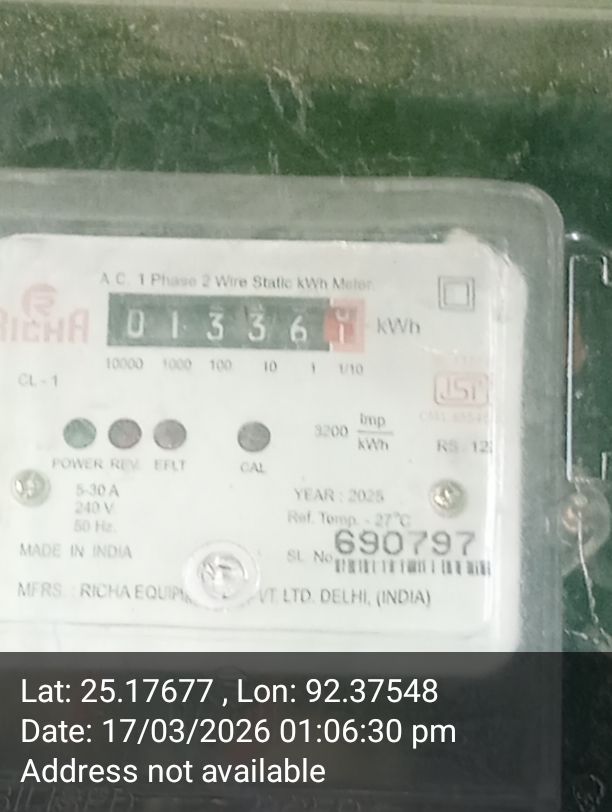 A.C. 1 Phase 2 Wire Static kWh Meter
RICHA
0 1 3 3 6 1 kWh
10000 1000 100 10 1 1/10
CL - 1
ISI
3200 Imp
kWh
POWER REV. EFLT CAL
5-30 A
240 V
50 Hz.
YEAR : 2025
Ref. Temp. - 27°C
MADE IN INDIA
SL No 690797
MFRS. : RICHA VT. LTD. DELHI, (INDIA)
Lat: 25.17677 , Lon: 92.37548
Date: 17/03/2026 01:06:30 pm
Address not available